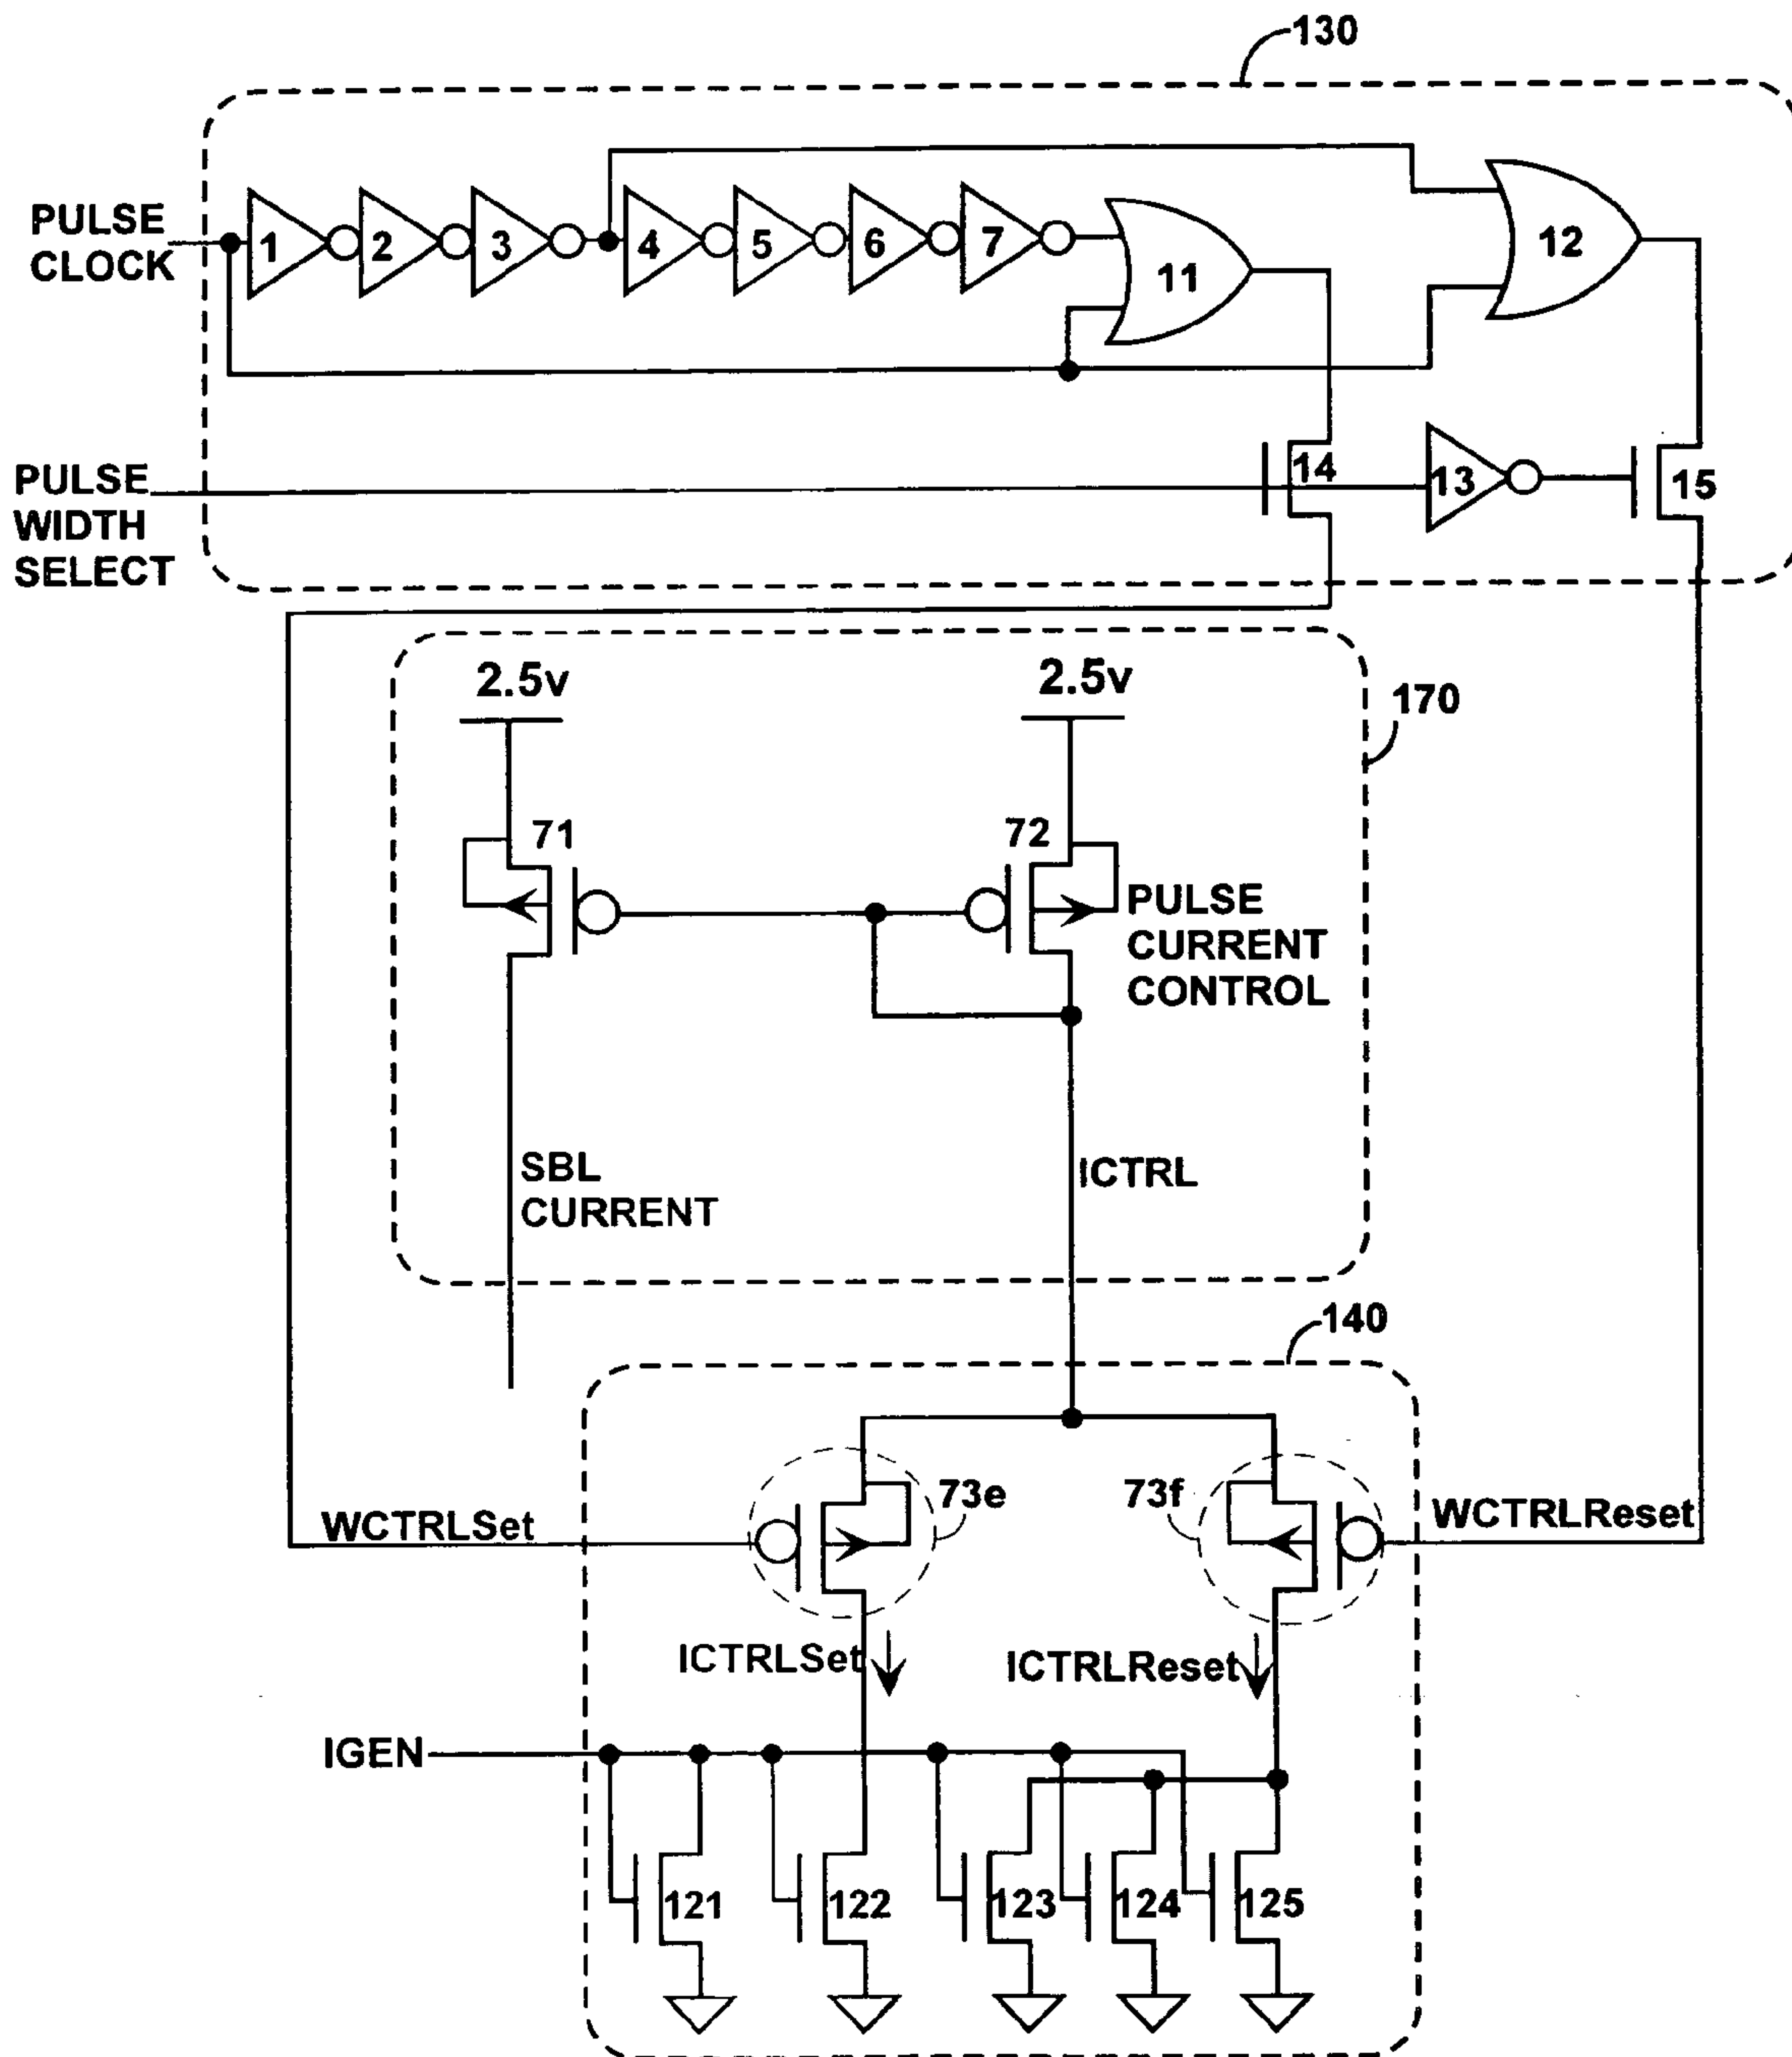 130
PULSE
CLOCK
1
2
3
4
5
6
7
11
12
PULSE
WIDTH
SELECT
14
13
15
2.5v
2.5v
170
71
72
PULSE
CURRENT
CONTROL
SBL
CURRENT
ICTRL
140
73e
73f
WCTRLSet
WCTRLReset
ICTRLSet
ICTRLReset
IGEN
121
122
123
124
125